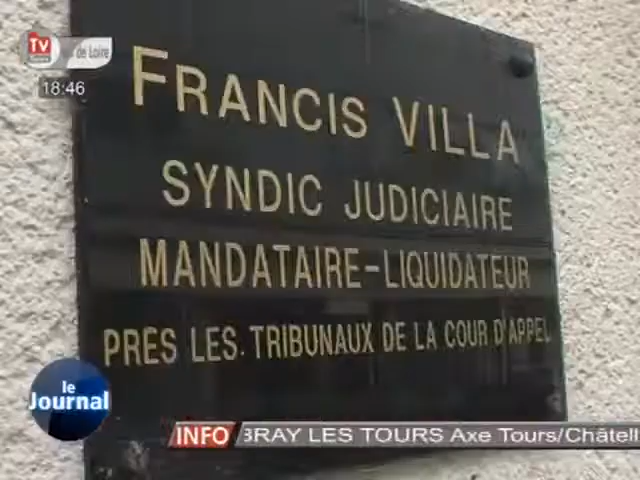 TV
de Loire
18:46
FRANCIS VILLA
SYNDIC JUDICIAIRE
MANDATAIRE-LIQUIDATEUR
PRES LES. TRIBUNAUX DE LA COUR D'APPEL
le
Journal
INFO BRAY LES TOURS Axe Tours/Châtell